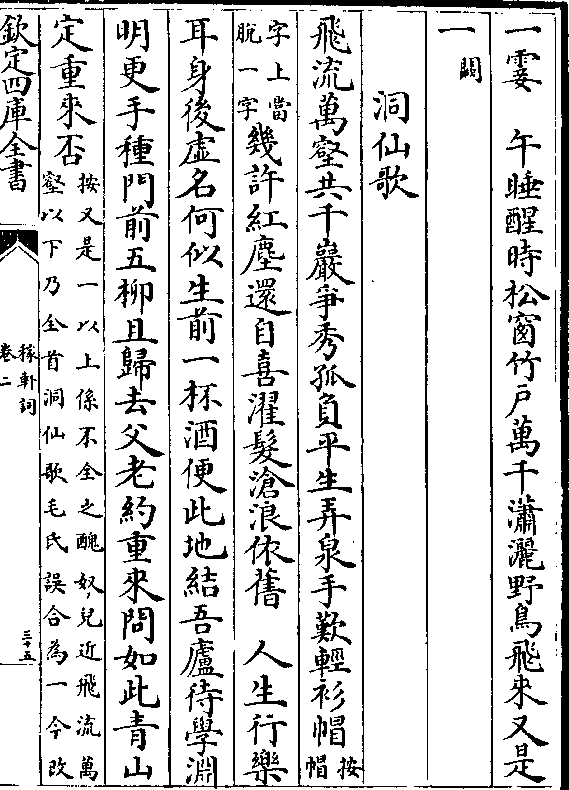 一霎　午睡醒時松窗竹戶萬千瀟灑野鳥飛來又是
一闕
洞仙歌
飛流萬壑共千巖爭秀孤負平生弄泉手歎輕衫帽按帽
字上當脫一字幾許紅塵還自喜濯髮滄浪依舊　人生行樂
耳身後虛名何似生前一杯酒便此地結吾廬待學淵
明更手種門前五柳且歸去父老約重來問如此青山
定重來否按又是一以上係不全之醜奴兒近飛流萬壑以下乃全首洞仙歌毛氏誤合為一今改
欽定四庫全書
稼軒詞
卷二
三十五